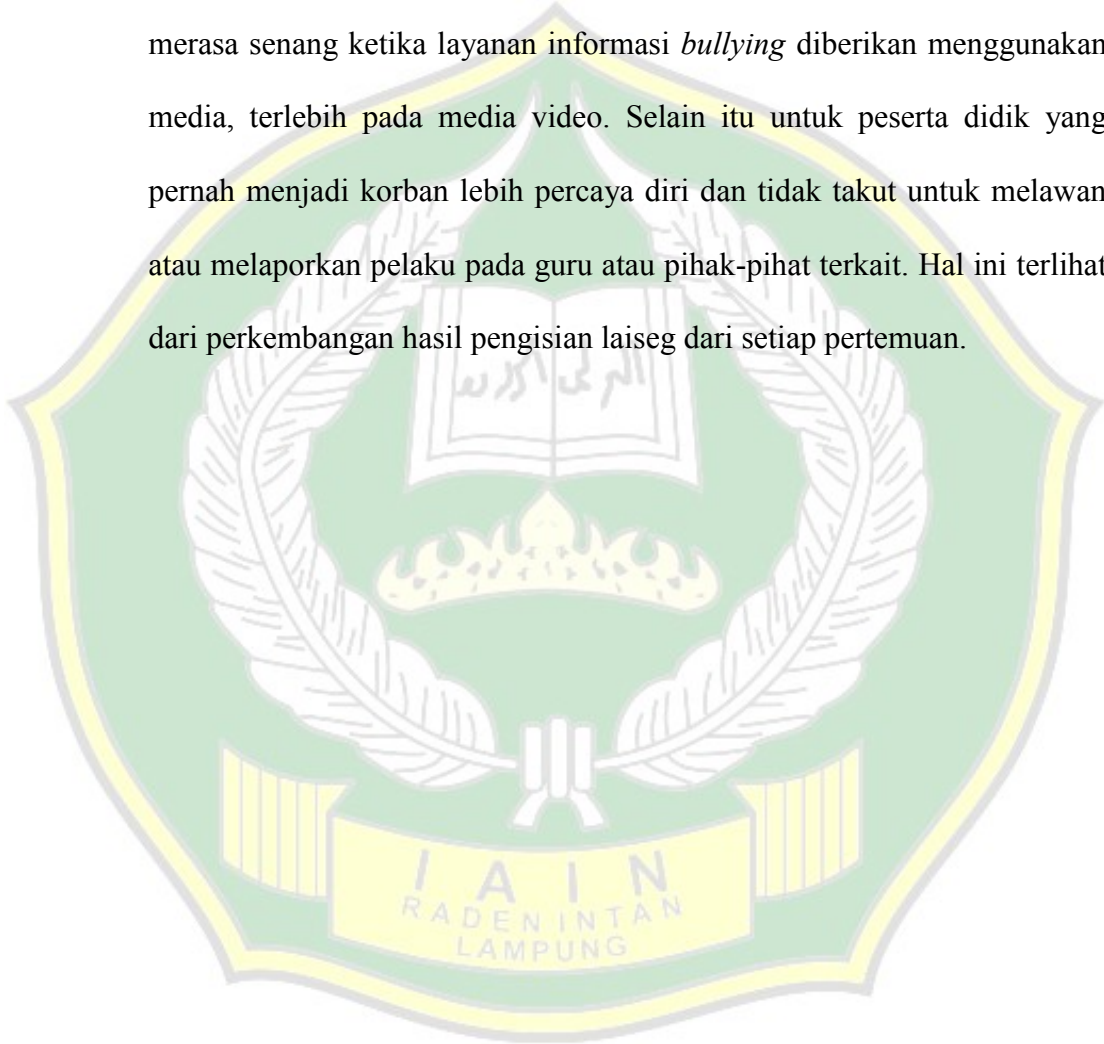 merasa senang ketika layanan informasi bullying diberikan menggunakan
media, terlebih pada media video. Selain itu untuk peserta didik yang
pernah menjadi korban lebih percaya diri dan tidak takut untuk melawan
atau melaporkan pelaku pada guru atau pihak-pihat terkait. Hal ini terlihat
dari perkembangan hasil pengisian laiseg dari setiap pertemuan.
IAIN
RADEN INTAN
LAMPUNG